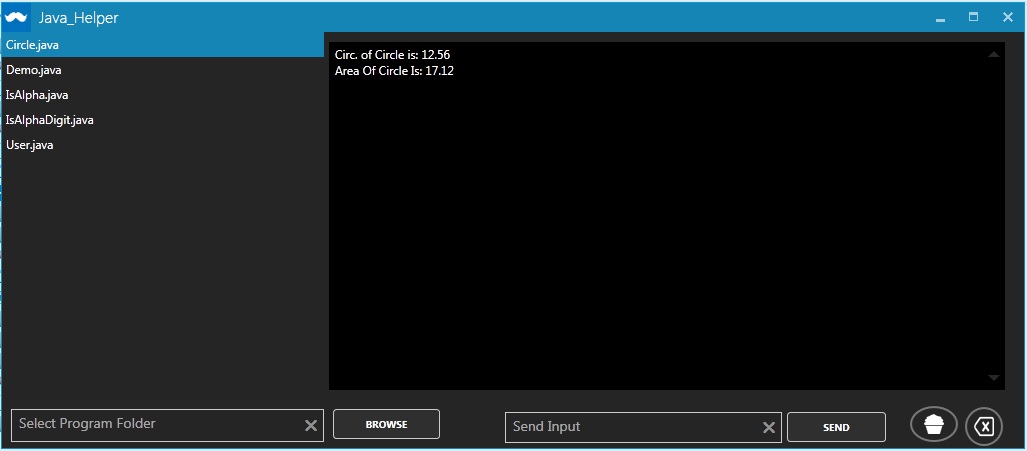 Java_Helper
Circle.java
Demo.java
IsAlpha.java
IsAlphaDigit.java
User.java
Circ. of Circle is: 12.56
Area Of Circle Is: 17.12
Select Program Folder
BROWSE
Send Input
SEND